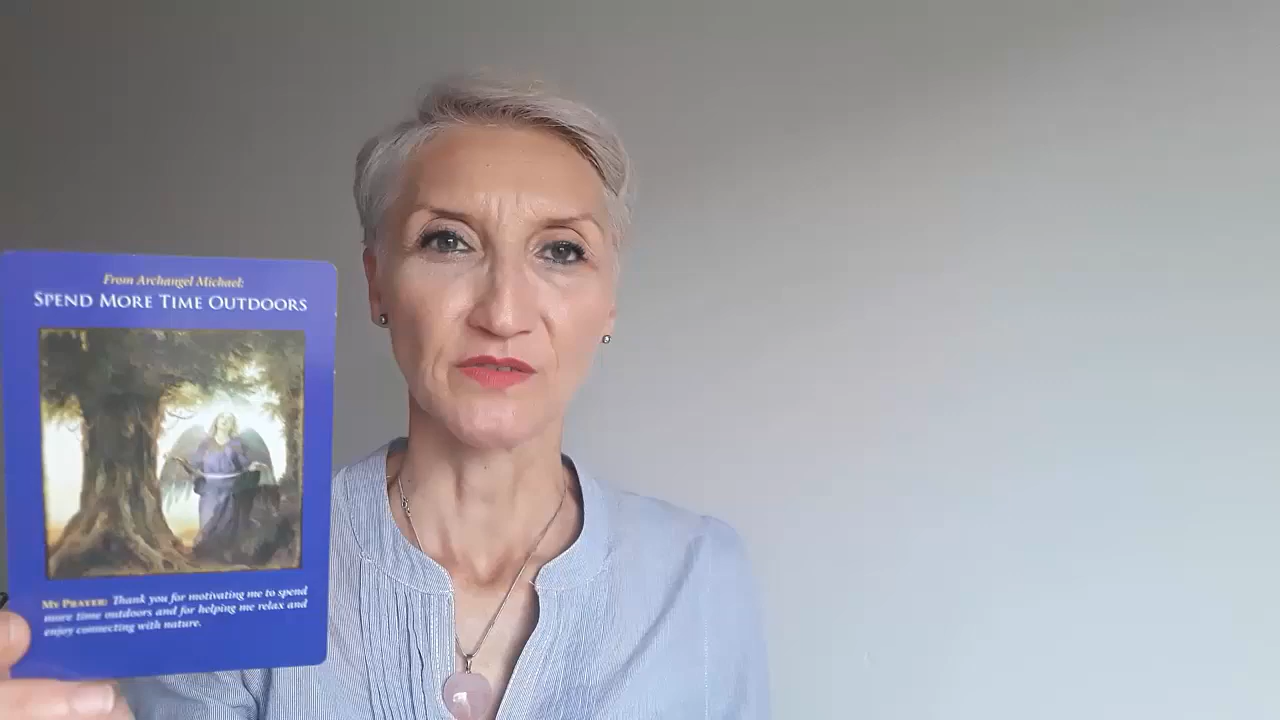 From Archangel Michael:
SPEND MORE TIME OUTDOORS
MY PRAYER: Thank you for motivating me to spend
more time outdoors and for helping me relax and
enjoy connecting with nature.